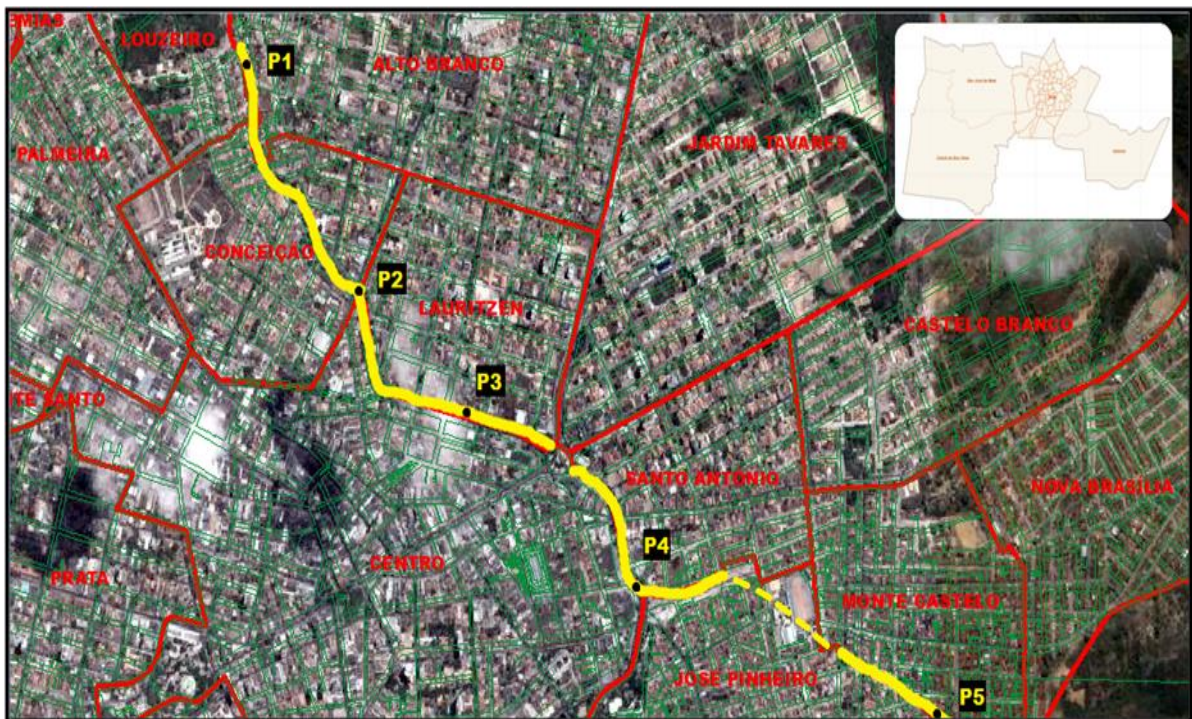 EMIAS
LOUZEIRO
P1
ALTO BRANCO
PALMEIRA
JARDIM TAVARES
CONCEIÇÃO
P2
LAURITZEN
CASTELO BRANCO
P3
TE SANTO
SANTO ANTONIO
NOVA BRASÍLIA
CENTRO
P4
PRATA
MONTE CASTELO
JOSÉ PINHEIRO
P5